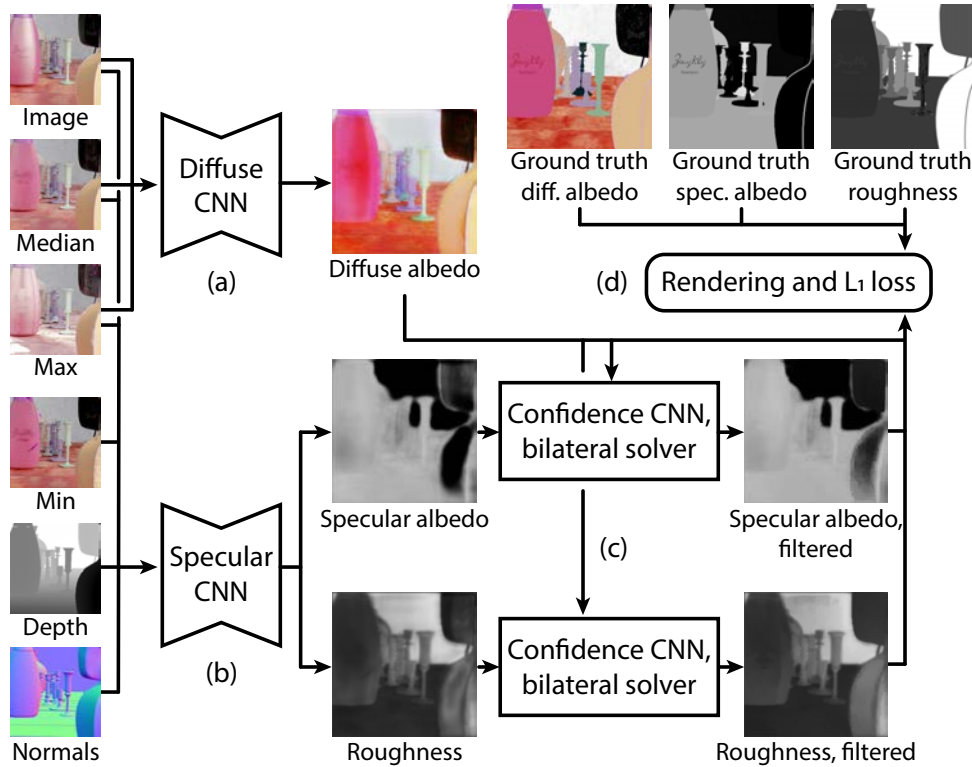 Image
Median
Max
Min
Depth
Normals
Diffuse
CNN
(a)
Diffuse albedo
Ground truth
diff. albedo
Ground truth
spec. albedo
Ground truth
roughness
(d)
Rendering and L₁ loss
Specular
CNN
(b)
Specular albedo
Confidence CNN,
bilateral solver
Specular albedo,
filtered
(c)
Roughness
Confidence CNN,
bilateral solver
Roughness, filtered